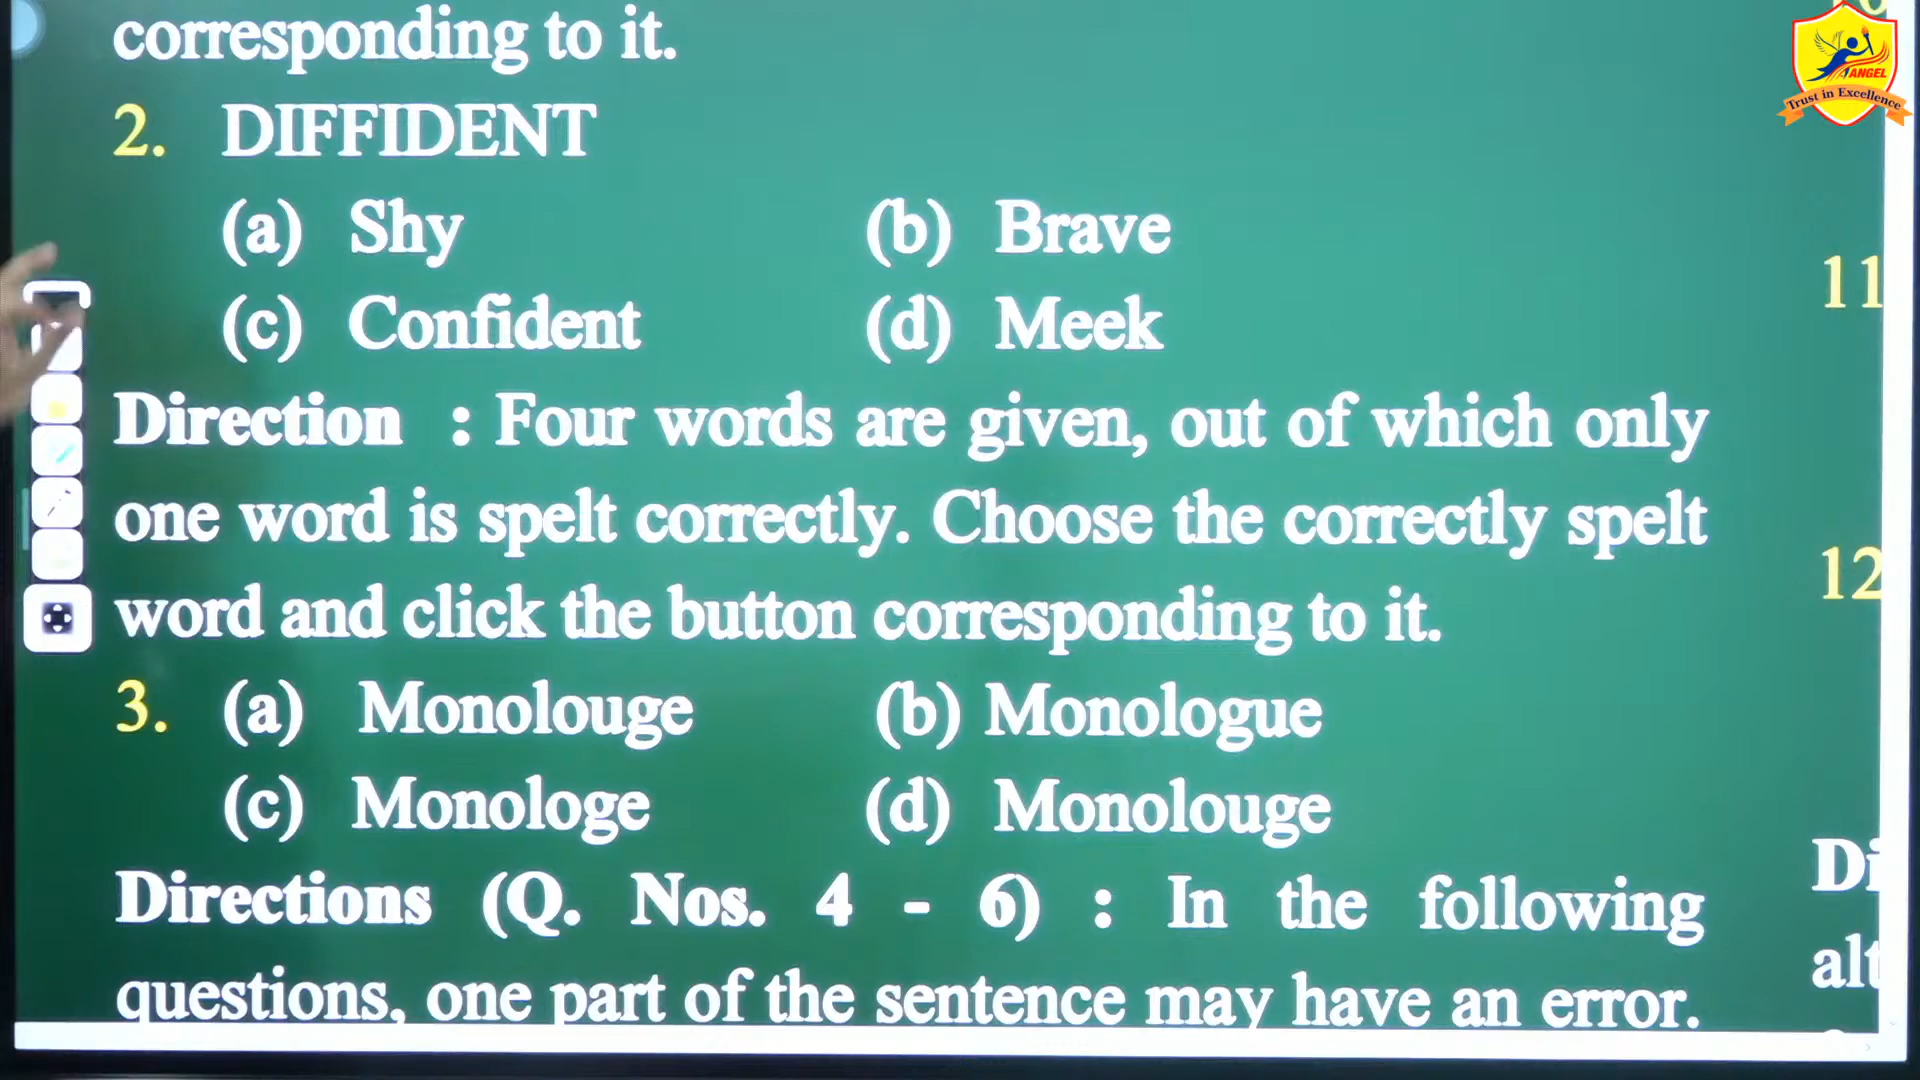 corresponding to it.
2. DIFFIDENT
(a) Shy (b) Brave
(c) Confident (d) Meek
Direction : Four words are given, out of which only
one word is spelt correctly. Choose the correctly spelt
word and click the button corresponding to it.
3. (a) Monolouge (b) Monologue
(c) Monologe (d) Monolouge
Directions (Q. Nos. 4 - 6) : In the following
questions, one part of the sentence may have an error.
11
12
ANGEL
Trust in Excellence